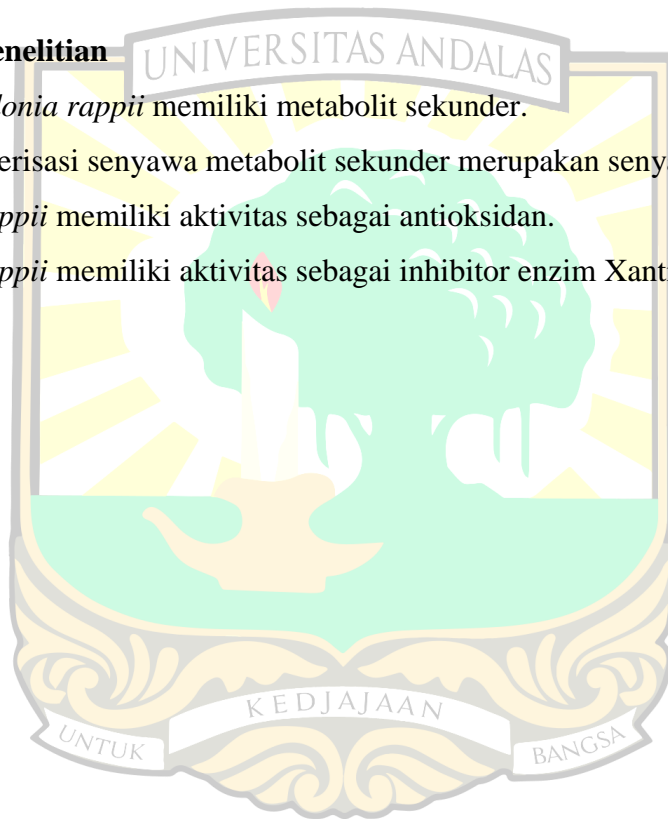 enelitian
UNIVERSITAS ANDALAS
lonia rappii memiliki metabolit sekunder.
erisasi senyawa metabolit sekunder merupakan senya
ppii memiliki aktivitas sebagai antioksidan.
ppii memiliki aktivitas sebagai inhibitor enzim Xant
KEDJAJAAN
UNTUK
BANGSA